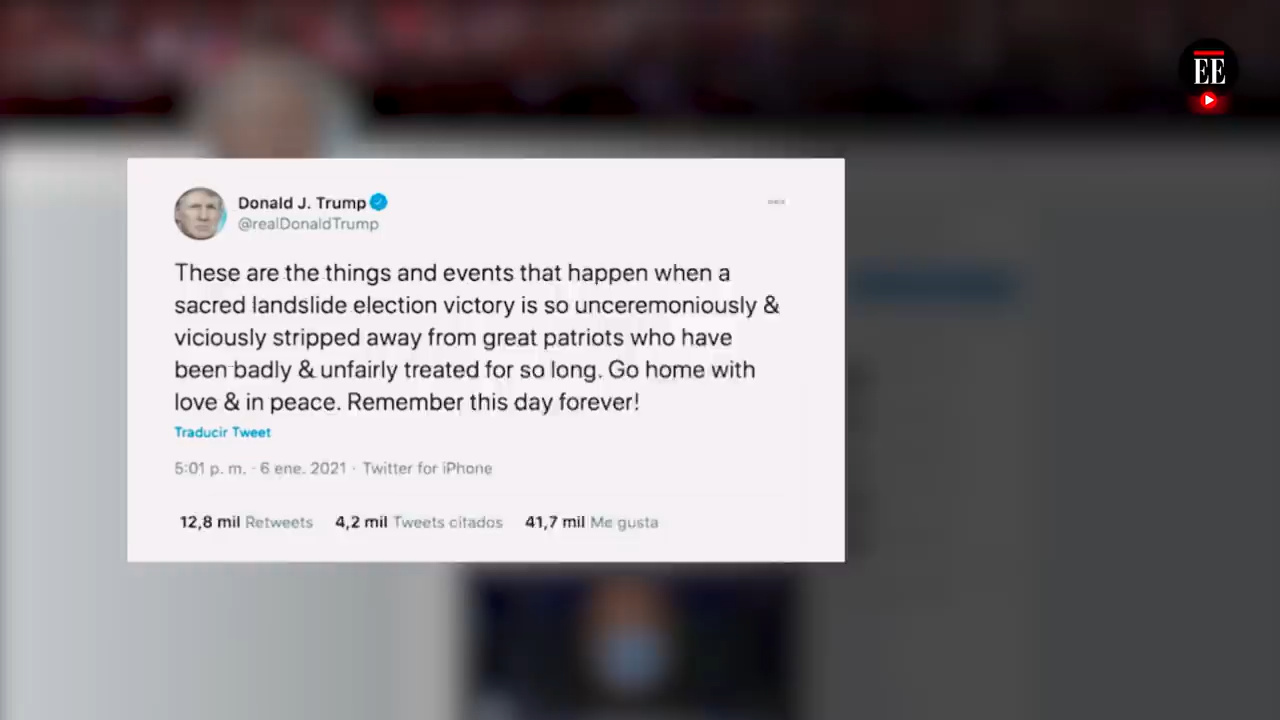 EE
Donald J. Trump
@realDonaldTrump
These are the things and events that happen when a
sacred landslide election victory is so unceremoniously &
viciously stripped away from great patriots who have
been badly & unfairly treated for so long. Go home with
love & in peace. Remember this day forever!
Traducir Tweet
5:01 p. m. · 6 ene. 2021 · Twitter for iPhone
12,8 mil Retweets 4,2 mil Tweets citados 41,7 mil Me gusta